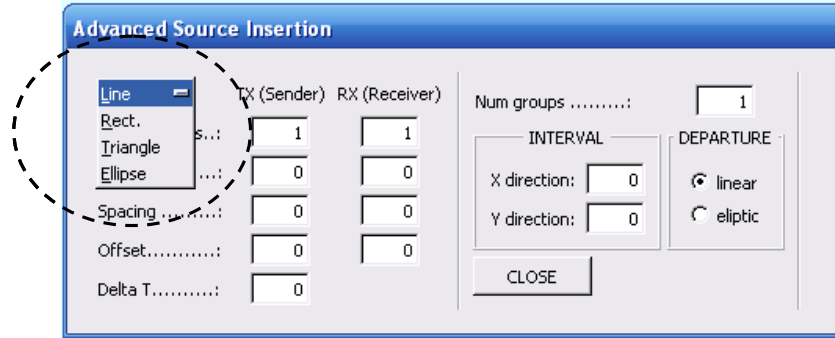 Advanced Source Insertion
Line
Rect.
Triangle
Ellipse
TX (Sender) RX (Receiver)
s..: 1 1
...: 0 0
Spacing ........: 0 0
Offset...........: 0 0
Delta T..........: 0
Num groups .........: 1
INTERVAL
X direction: 0
Y direction: 0
DEPARTURE
linear
eliptic
CLOSE